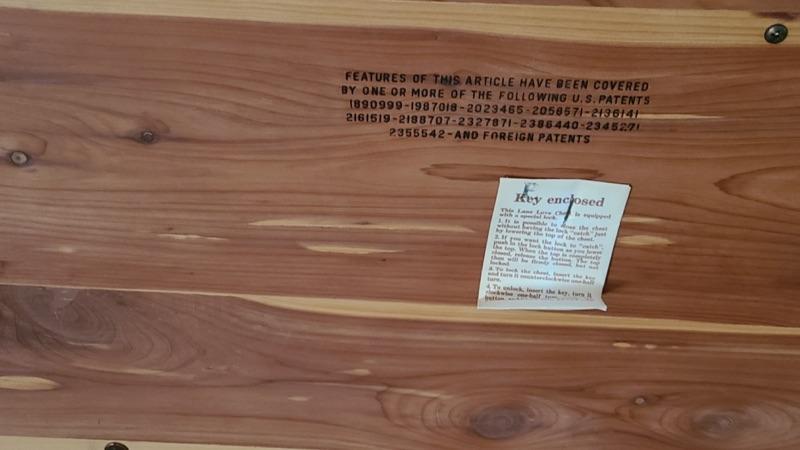 FEATURES OF THIS ARTICLE HAVE BEEN COVERED
BY ONE OR MORE OF THE FOLLOWING U.S. PATENTS
1890999-1987018-2023465-2058571-2136141
2161519-2188707-2327871-2386440-2345271
2355542-AND FOREIGN PATENTS
Key enclosed
This Lane Love Chest is equipped
with a special lock.
1. It is possible to close the chest
without having the lock "catch" just
by lowering the top of the chest.
2. If you want the lock to "catch",
push in the lock button as you lower
the top. When the top is completely
closed, release the button. The top
then will be firmly closed, but not
locked.
3. To lock the chest, insert the key
and turn it counterclockwise one-half
turn.
4. To unlock, insert the key, turn it
clockwise one-half turn,
button